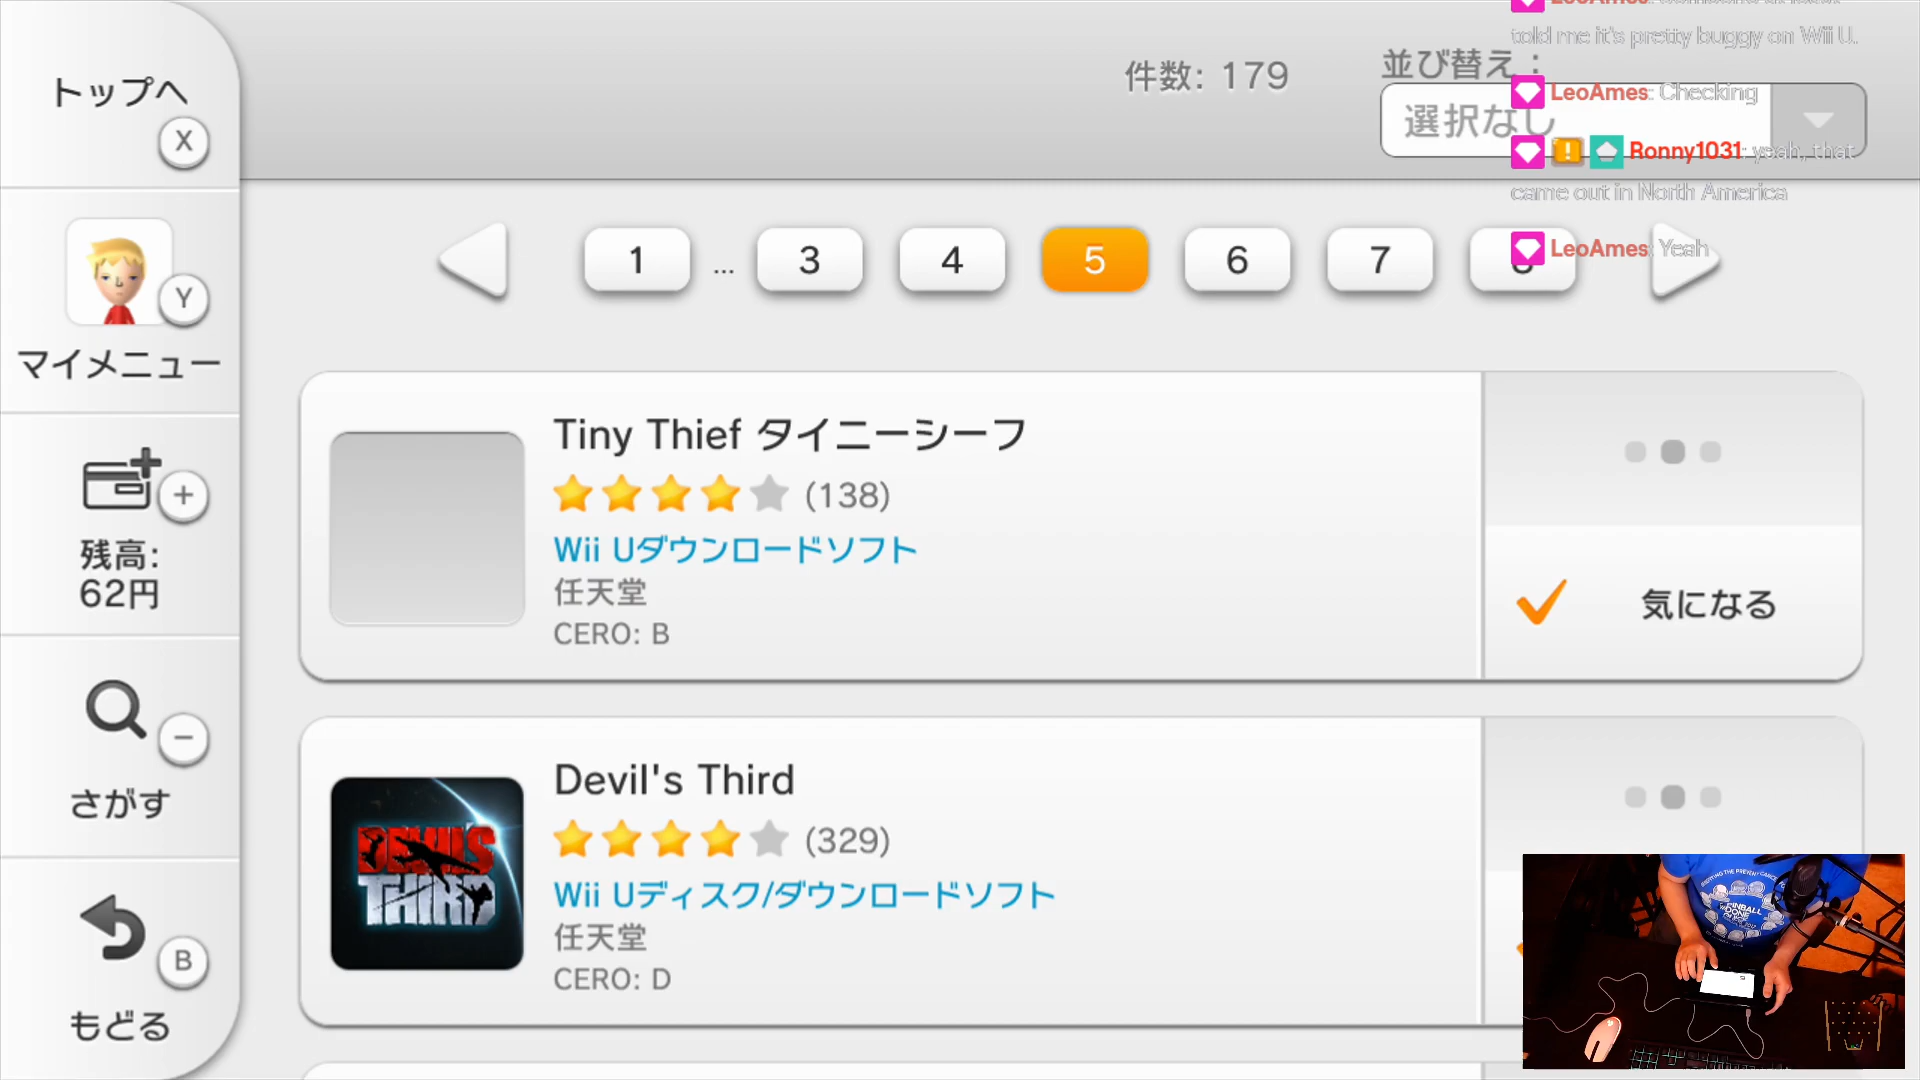 トップへ
X
Y
マイメニュー
+
残高:
62円
−
さがす
B
もどる
件数: 179
並び替え:
選択なし
told me it's pretty buggy on Wii U.
LeoAmes: Checking
Ronny1031: yeah, that
came out in North America
LeoAmes: Yeah
1 ... 3 4 5 6 7 8
Tiny Thief タイニーシーフ
(138)
Wii Uダウンロードソフト
任天堂
CERO: B
気になる
DEVIL'S
THIRD
Devil's Third
(329)
Wii Uディスク/ダウンロードソフト
任天堂
CERO: D